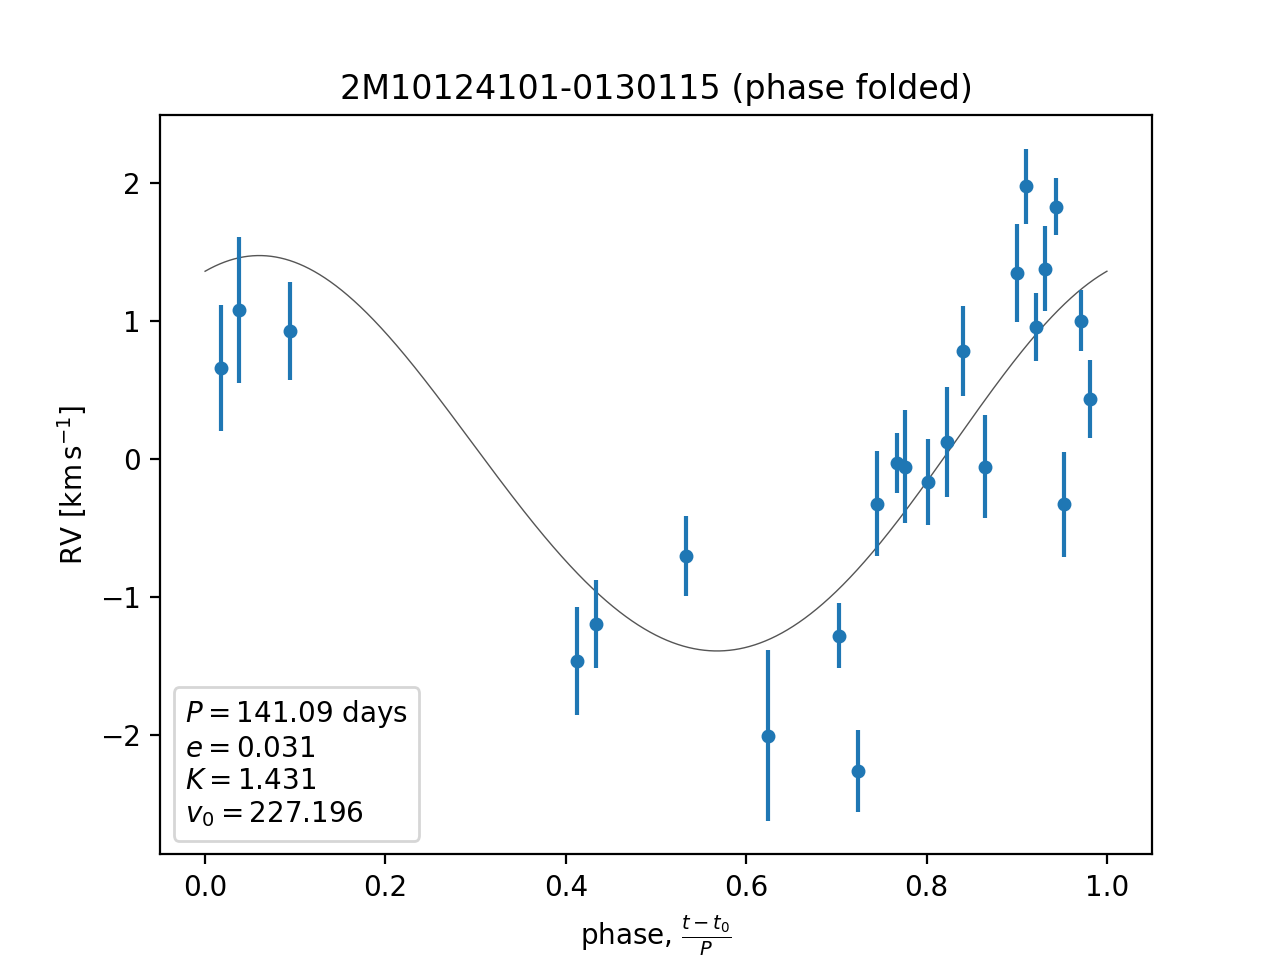 2M10124101-0130115 (phase folded)
2
1
0
−1
−2
RV [km s⁻¹]
P = 141.09 days
e = 0.031
K = 1.431
v₀ = 227.196
0.0 0.2 0.4 0.6 0.8 1.0
phase, (t − t₀)/P